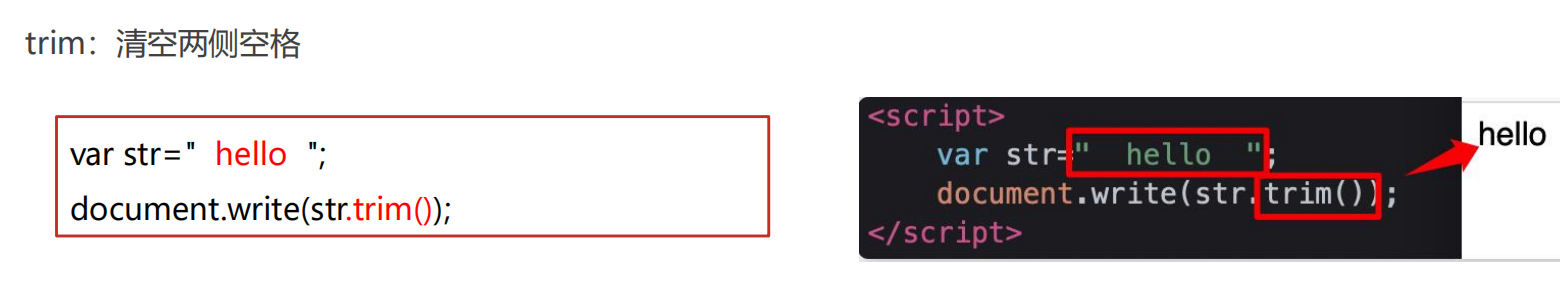 trim：清空两侧空格
var str="  hello  ";
document.write(str.trim());
<script>
    var str="  hello  ";
    document.write(str.trim());
</script>
hello